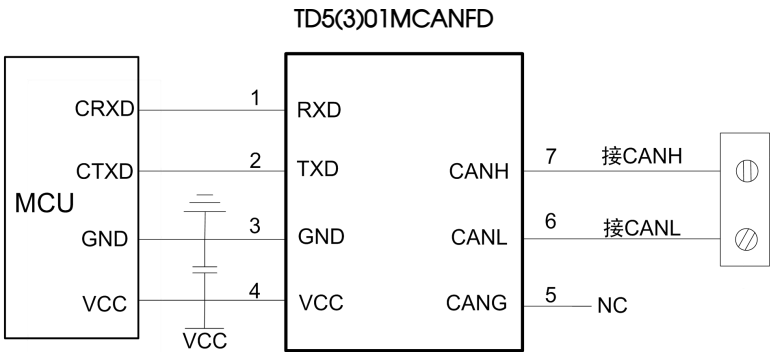 TD5(3)01MCANFD
MCU
CRXD
CTXD
GND
VCC
1
2
3
4
VCC
RXD
TXD
GND
VCC
CANH
CANL
CANG
7
接CANH
6
接CANL
5
NC